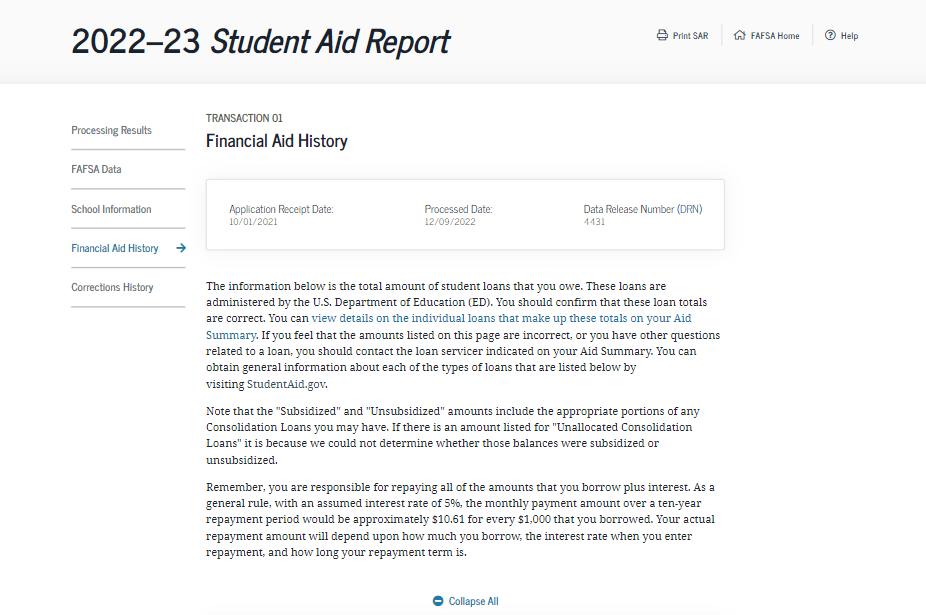 2022–23 Student Aid Report
Print SAR
FAFSA Home
Help
Processing Results
FAFSA Data
School Information
Financial Aid History
Corrections History
TRANSACTION 01
Financial Aid History
Application Receipt Date:
10/01/2021
Processed Date:
12/09/2022
Data Release Number (DRN)
4431
The information below is the total amount of student loans that you owe. These loans are
administered by the U.S. Department of Education (ED). You should confirm that these loan totals
are correct. You can view details on the individual loans that make up these totals on your Aid
Summary. If you feel that the amounts listed on this page are incorrect, or you have other questions
related to a loan, you should contact the loan servicer indicated on your Aid Summary. You can
obtain general information about each of the types of loans that are listed below by
visiting StudentAid.gov.
Note that the "Subsidized" and "Unsubsidized" amounts include the appropriate portions of any
Consolidation Loans you may have. If there is an amount listed for "Unallocated Consolidation
Loans" it is because we could not determine whether those balances were subsidized or
unsubsidized.
Remember, you are responsible for repaying all of the amounts that you borrow plus interest. As a
general rule, with an assumed interest rate of 5%, the monthly payment amount over a ten-year
repayment period would be approximately $10.61 for every $1,000 that you borrowed. Your actual
repayment amount will depend upon how much you borrow, the interest rate when you enter
repayment, and how long your repayment term is.
Collapse All